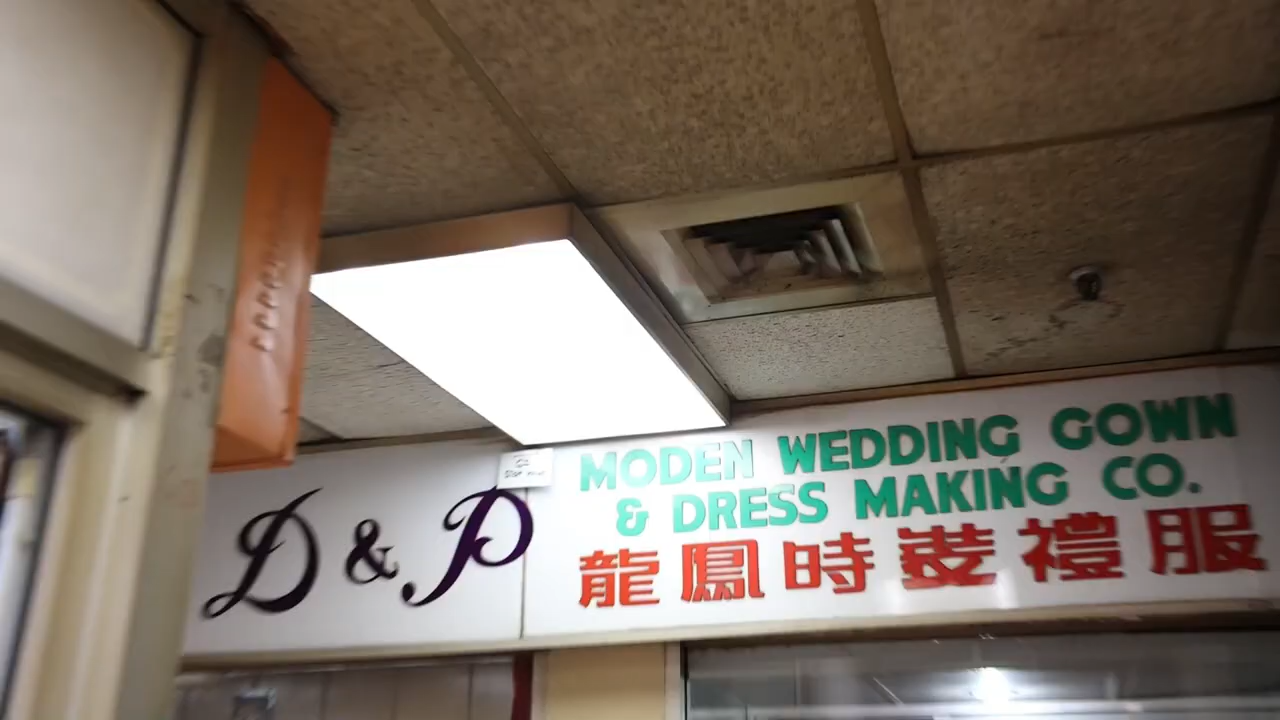 D & P
MODEN WEDDING GOWN
& DRESS MAKING CO.
龍鳳時裝禮服